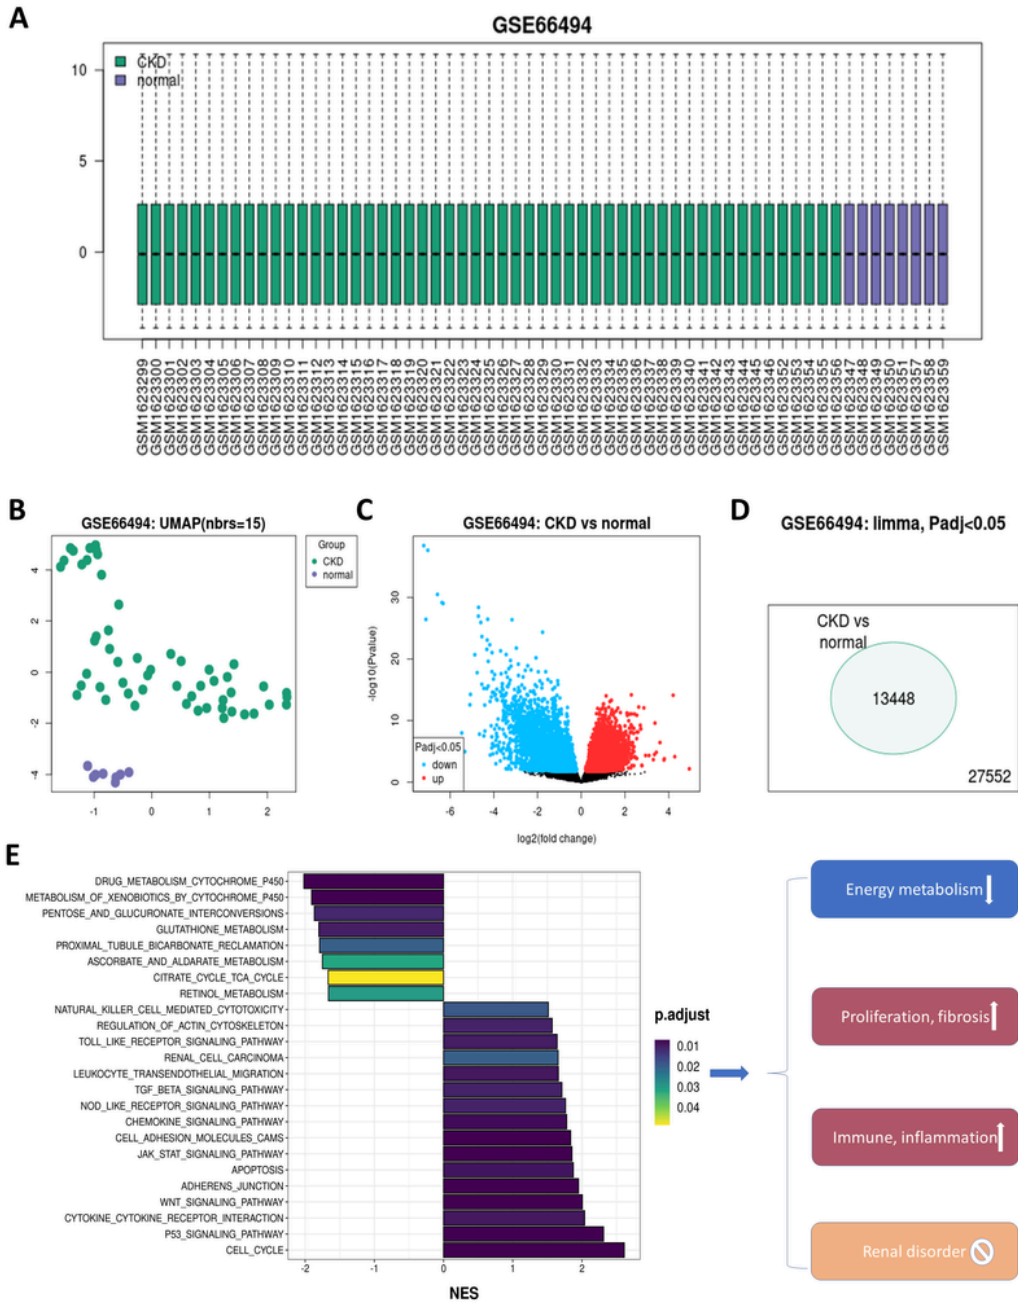 A
GSE66494
CKD
normal
10
5
0
GSM1623299
GSM1623300
GSM1623301
GSM1623302
GSM1623303
GSM1623304
GSM1623305
GSM1623306
GSM1623307
GSM1623308
GSM1623309
GSM1623310
GSM1623311
GSM1623312
GSM1623313
GSM1623314
GSM1623315
GSM1623316
GSM1623317
GSM1623318
GSM1623319
GSM1623320
GSM1623321
GSM1623322
GSM1623323
GSM1623324
GSM1623325
GSM1623326
GSM1623327
GSM1623328
GSM1623329
GSM1623330
GSM1623331
GSM1623332
GSM1623333
GSM1623334
GSM1623335
GSM1623336
GSM1623337
GSM1623338
GSM1623339
GSM1623340
GSM1623341
GSM1623342
GSM1623343
GSM1623344
GSM1623345
GSM1623346
GSM1623352
GSM1623353
GSM1623354
GSM1623355
GSM1623356
GSM1623347
GSM1623348
GSM1623349
GSM1623350
GSM1623351
GSM1623357
GSM1623358
GSM1623359
B
GSE66494: UMAP(nbrs=15)
Group
CKD
normal
4
2
0
-2
-4
-1
0
1
2
C
GSE66494: CKD vs normal
-log10(Pvalue)
30
20
10
0
Padj<0.05
down
up
-6
-4
-2
0
2
4
log2(fold change)
D
GSE66494: limma, Padj<0.05
CKD vs
normal
13448
27552
E
DRUG_METABOLISM_CYTOCHROME_P450
METABOLISM_OF_XENOBIOTICS_BY_CYTOCHROME_P450
PENTOSE_AND_GLUCURONATE_INTERCONVERSIONS
GLUTATHIONE_METABOLISM
PROXIMAL_TUBULE_BICARBONATE_RECLAMATION
ASCORBATE_AND_ALDARATE_METABOLISM
CITRATE_CYCLE_TCA_CYCLE
RETINOL_METABOLISM
NATURAL_KILLER_CELL_MEDIATED_CYTOTOXICITY
REGULATION_OF_ACTIN_CYTOSKELETON
TOLL_LIKE_RECEPTOR_SIGNALING_PATHWAY
RENAL_CELL_CARCINOMA
LEUKOCYTE_TRANSENDOTHELIAL_MIGRATION
TGF_BETA_SIGNALING_PATHWAY
NOD_LIKE_RECEPTOR_SIGNALING_PATHWAY
CHEMOKINE_SIGNALING_PATHWAY
CELL_ADHESION_MOLECULES_CAMS
JAK_STAT_SIGNALING_PATHWAY
APOPTOSIS
ADHERENS_JUNCTION
WNT_SIGNALING_PATHWAY
CYTOKINE_CYTOKINE_RECEPTOR_INTERACTION
P53_SIGNALING_PATHWAY
CELL_CYCLE
-2
-1
0
1
2
NES
p.adjust
0.01
0.02
0.03
0.04
Energy metabolism
Proliferation, fibrosis
Immune, inflammation
Renal disorder